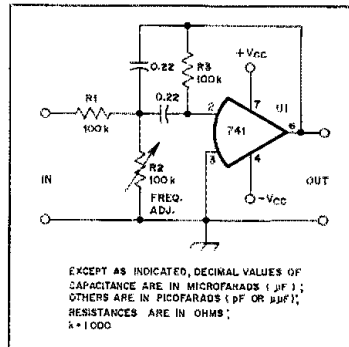 +Vcc
0.22
R3
100k
R1
100k
0.22
2
7
U1
741
6
3
4
R2
100k
FREQ.
ADJ.
IN
OUT
-Vcc
EXCEPT AS INDICATED, DECIMAL VALUES OF
CAPACITANCE ARE IN MICROFARADS (μF);
OTHERS ARE IN PICOFARADS (pF OR μμF);
RESISTANCES ARE IN OHMS;
k=1000